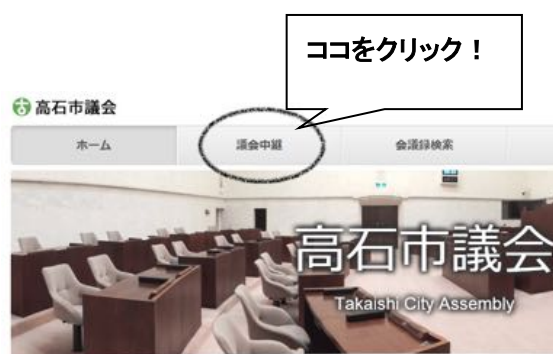 ココをクリック！
高石市議会
ホーム
議会中継
会議録検索
高石市議会
Takaishi City Assembly